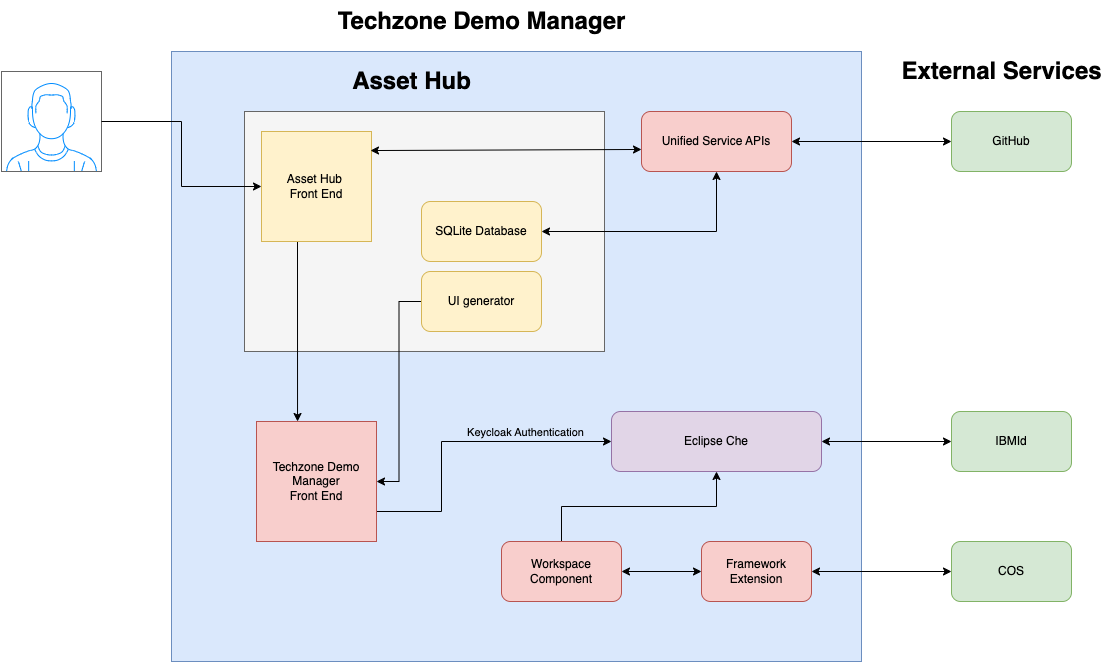 Techzone Demo Manager
Asset Hub
External Services
Asset Hub
Front End
Unified Service APIs
GitHub
SQLite Database
UI generator
Techzone Demo
Manager
Front End
Keycloak Authentication
Eclipse Che
IBMId
Workspace
Component
Framework
Extension
COS